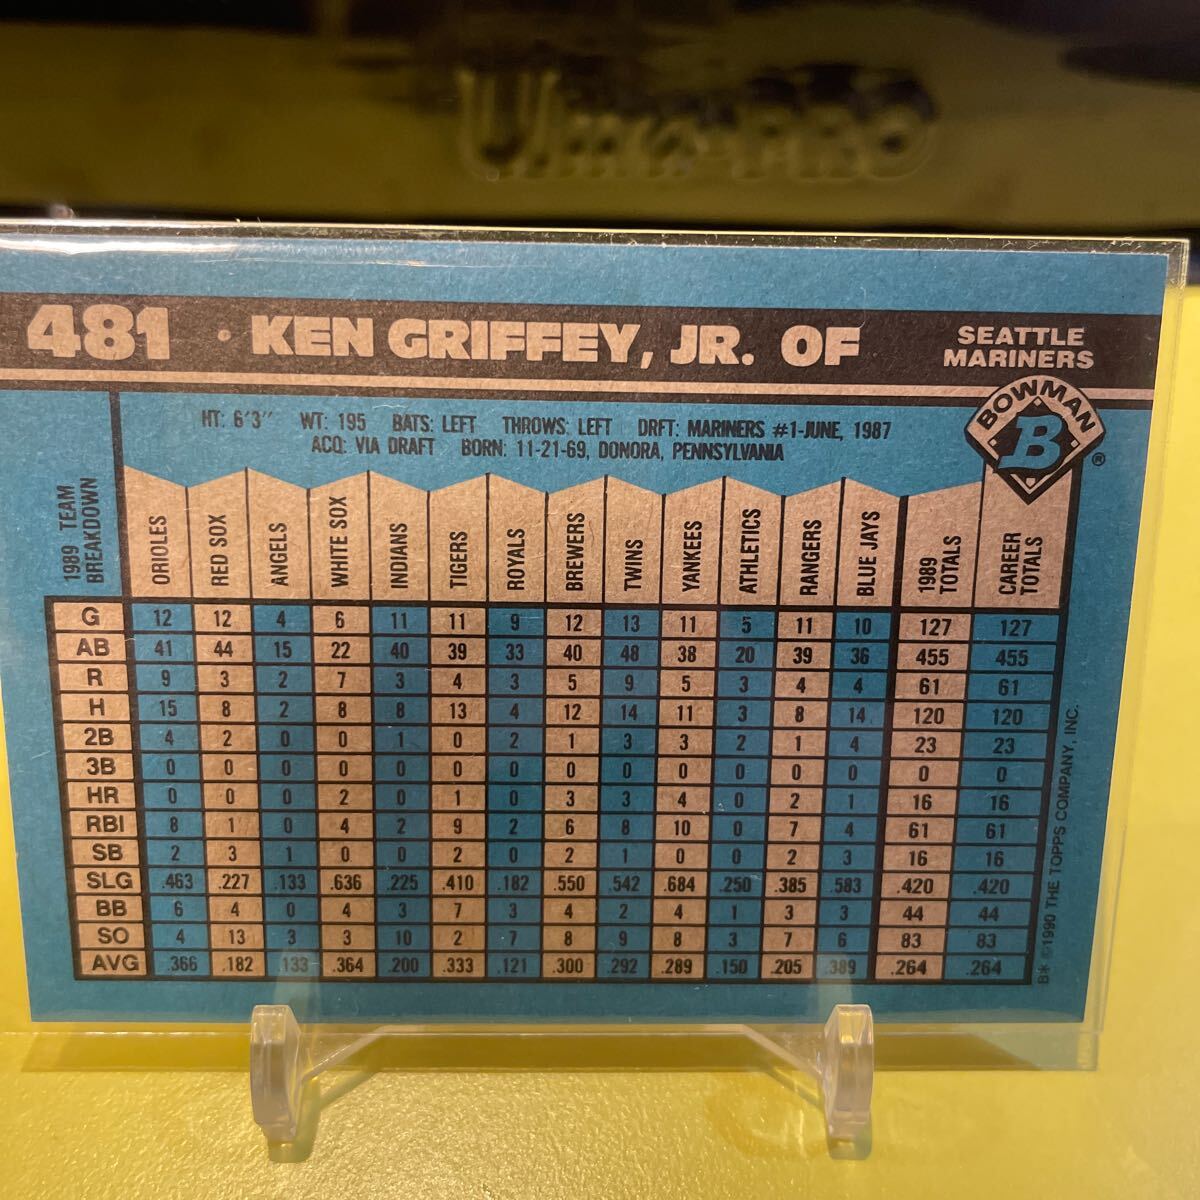 Ultra•PRO
481 • KEN GRIFFEY, JR. OF
SEATTLE
MARINERS
BOWMAN
B ®
HT: 6'3" WT: 195 BATS: LEFT THROWS: LEFT DRFT: MARINERS #1-JUNE, 1987
ACQ: VIA DRAFT BORN: 11-21-69, DONORA, PENNSYLVANIA
1989 TEAM BREAKDOWN ORIOLES RED SOX ANGELS WHITE SOX INDIANS TIGERS ROYALS BREWERS TWINS YANKEES ATHLETICS RANGERS BLUE JAYS 1989 TOTALS CAREER TOTALS
G 12 12 4 6 11 11 9 12 13 11 5 11 10 127 127
AB 41 44 15 22 40 39 33 40 48 38 20 39 36 455 455
R 9 3 2 7 3 4 3 5 9 5 3 4 4 61 61
H 15 8 2 8 8 13 4 12 14 11 3 8 14 120 120
2B 4 2 0 0 1 0 2 1 3 3 2 1 4 23 23
3B 0 0 0 0 0 0 0 0 0 0 0 0 0 0 0
HR 0 0 0 2 0 1 0 3 3 4 0 2 1 16 16
RBI 8 1 0 4 2 9 2 6 8 10 0 7 4 61 61
SB 2 3 1 0 0 2 0 2 1 0 0 2 3 16 16
SLG .463 .227 .133 .636 .225 .410 .182 .550 .542 .684 .250 .385 .583 .420 .420
BB 6 4 0 4 3 7 3 4 2 4 1 3 3 44 44
SO 4 13 3 3 10 2 7 8 9 8 3 7 6 83 83
AVG .366 .182 .133 .364 .200 .333 .121 .300 .292 .289 .150 .205 .389 .264 .264
B* ©1990 THE TOPPS COMPANY, INC.